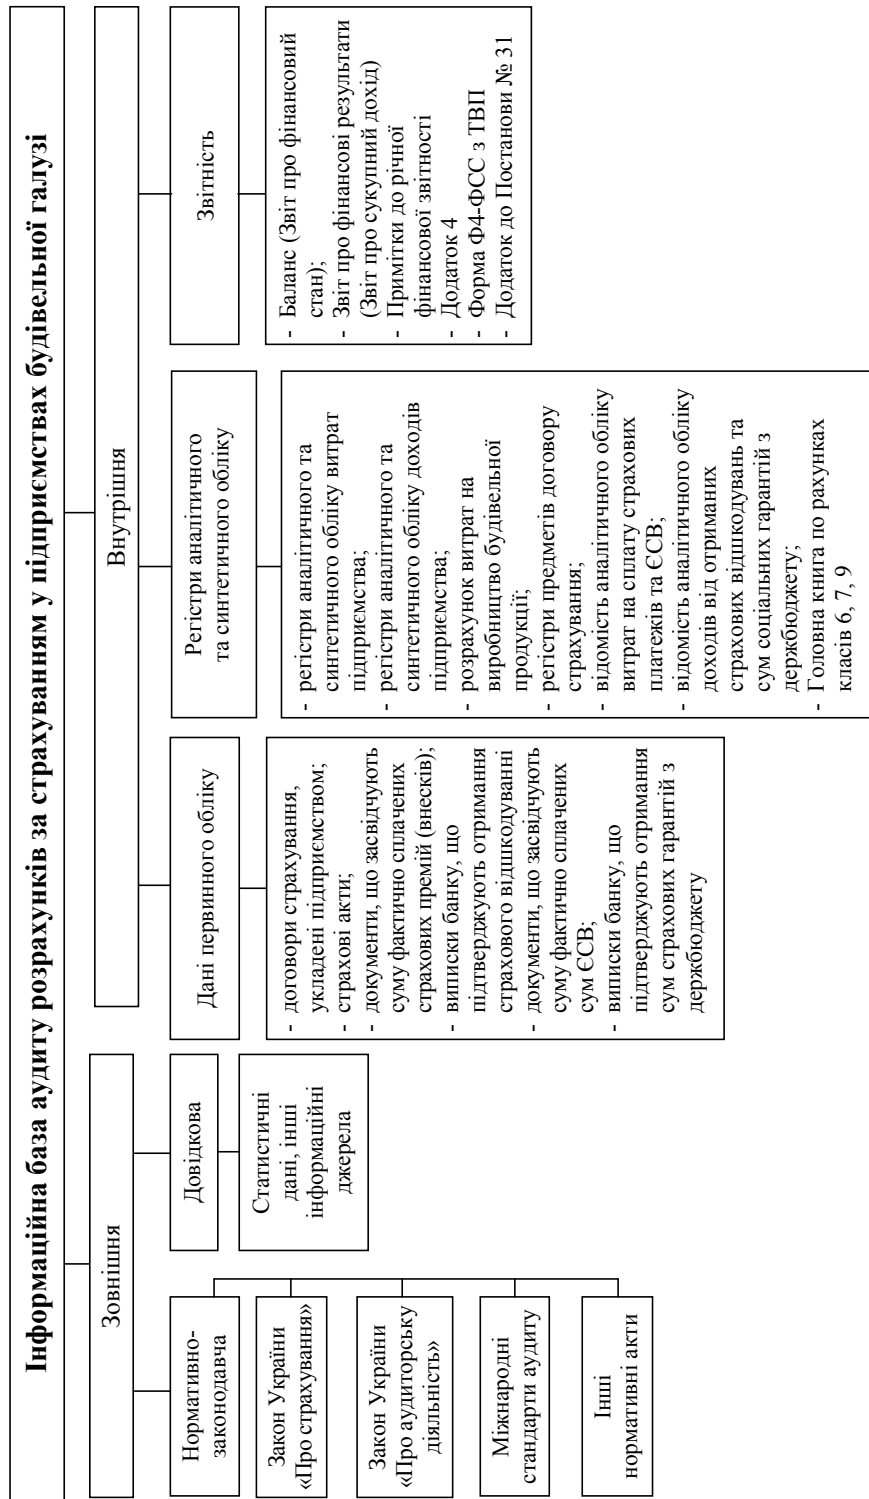 Інформаційна база аудиту розрахунків за страхуванням у підприємствах будівельної галузі
Зовнішня
Нормативно-
законодавча
Закон України
«Про страхування»
Закон України
«Про аудиторську
діяльність»
Міжнародні
стандарти аудиту
Інші
нормативні акти
Довідкова
Статистичні
дані, інші
інформаційні
джерела
Внутрішня
Дані первинного обліку
- договори страхування,
укладені підприємством;
- страхові акти;
- документи, що засвідчують
суму фактично сплачених
страхових премій (внесків);
- виписки банку, що
підтверджують отримання
страхового відшкодуванні
- документи, що засвідчують
суму фактично сплачених
сум ЄСВ;
- виписки банку, що
підтверджують отримання
сум страхових гарантій з
держбюджету
Регістри аналітичного
та синтетичного обліку
- регістри аналітичного та
синтетичного обліку витрат
підприємства;
- регістри аналітичного та
синтетичного обліку доходів
підприємства;
- розрахунок витрат на
виробництво будівельної
продукції;
- регістри предметів договору
страхування;
- відомість аналітичного обліку
витрат на сплату страхових
платежів та ЄСВ;
- відомість аналітичного обліку
доходів від отриманих
страхових відшкодувань та
сум соціальних гарантій з
держбюджету;
- Головна книга по рахунках
класів 6, 7, 9
Звітність
- Баланс (Звіт про фінансовий
стан);
- Звіт про фінансові результати
(Звіт про сукупний дохід)
- Примітки до річної
фінансової звітності
- Додаток 4
- Форма Ф4-ФСС з ТВП
- Додаток до Постанови № 31